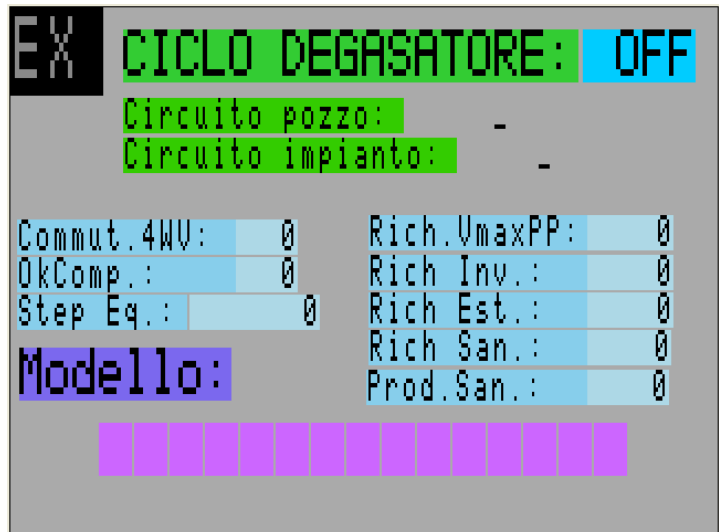 EX CICLO DEGASATORE: OFF
Circuito pozzo: _
Circuito impianto: _
Commut.4WV: 0
OkComp.: 0
Step Eq.: 0
Modello:
Rich.VmaxPP: 0
Rich Inv.: 0
Rich Est.: 0
Rich San.: 0
Prod.San.: 0